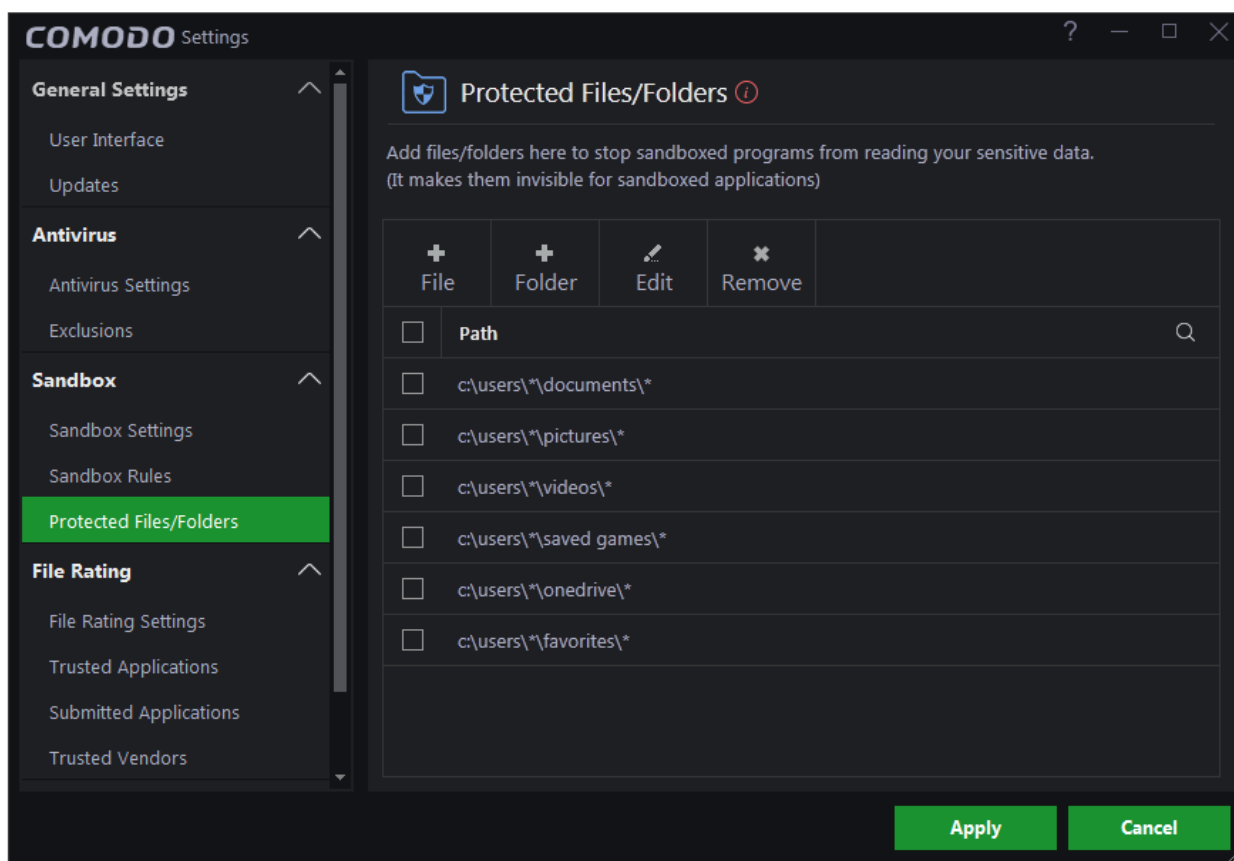 COMODO Settings
?
General Settings
User Interface
Updates
Antivirus
Antivirus Settings
Exclusions
Sandbox
Sandbox Settings
Sandbox Rules
Protected Files/Folders
File Rating
File Rating Settings
Trusted Applications
Submitted Applications
Trusted Vendors
Protected Files/Folders i
Add files/folders here to stop sandboxed programs from reading your sensitive data.
(It makes them invisible for sandboxed applications)
File Folder Edit Remove
Path
c:\users\*\documents\*
c:\users\*\pictures\*
c:\users\*\videos\*
c:\users\*\saved games\*
c:\users\*\onedrive\*
c:\users\*\favorites\*
Apply Cancel